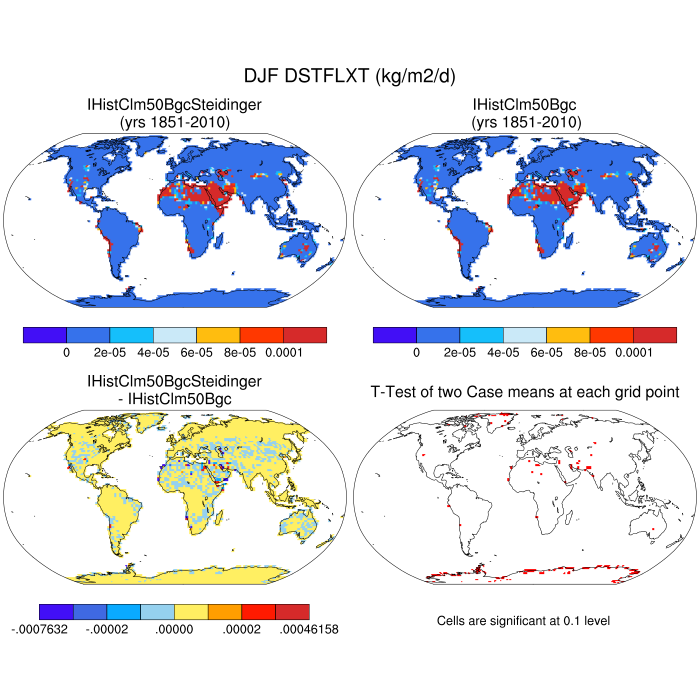 DJF DSTFLXT (kg/m2/d)
IHistClm50BgcSteidinger
(yrs 1851-2010)
IHistClm50Bgc
(yrs 1851-2010)
0 2e-05 4e-05 6e-05 8e-05 0.0001
0 2e-05 4e-05 6e-05 8e-05 0.0001
IHistClm50BgcSteidinger
- IHistClm50Bgc
T-Test of two Case means at each grid point
-.0007632 -.00002 .00000 .00002 .00046158
Cells are significant at 0.1 level